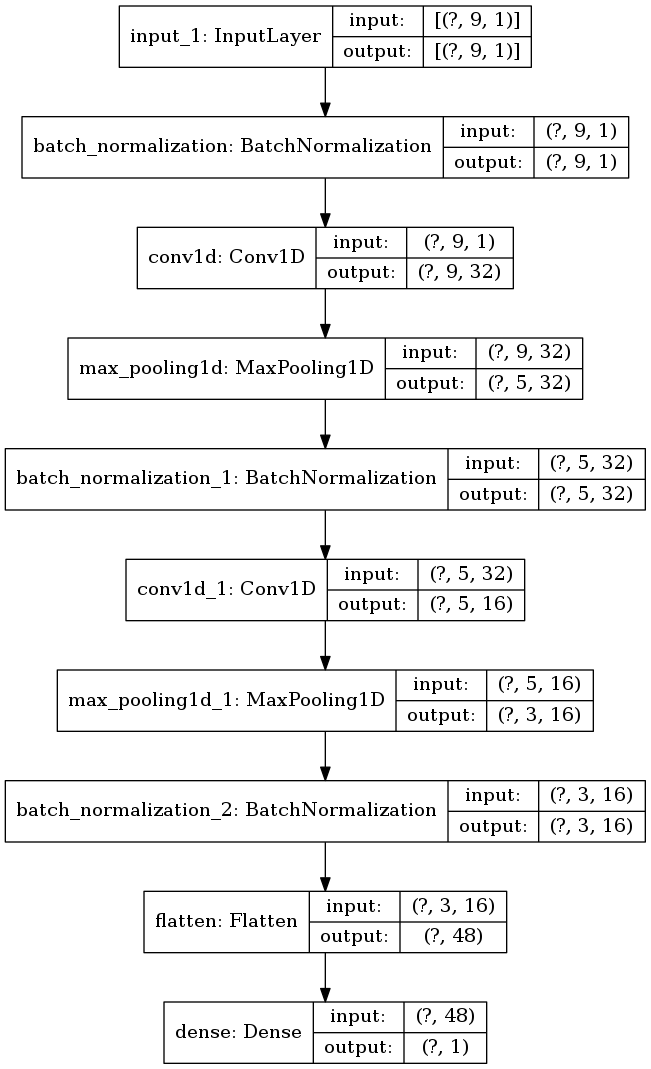 input_1: InputLayer
input: [(?, 9, 1)]
output: [(?, 9, 1)]
batch_normalization: BatchNormalization
input: (?, 9, 1)
output: (?, 9, 1)
conv1d: Conv1D
input: (?, 9, 1)
output: (?, 9, 32)
max_pooling1d: MaxPooling1D
input: (?, 9, 32)
output: (?, 5, 32)
batch_normalization_1: BatchNormalization
input: (?, 5, 32)
output: (?, 5, 32)
conv1d_1: Conv1D
input: (?, 5, 32)
output: (?, 5, 16)
max_pooling1d_1: MaxPooling1D
input: (?, 5, 16)
output: (?, 3, 16)
batch_normalization_2: BatchNormalization
input: (?, 3, 16)
output: (?, 3, 16)
flatten: Flatten
input: (?, 3, 16)
output: (?, 48)
dense: Dense
input: (?, 48)
output: (?, 1)